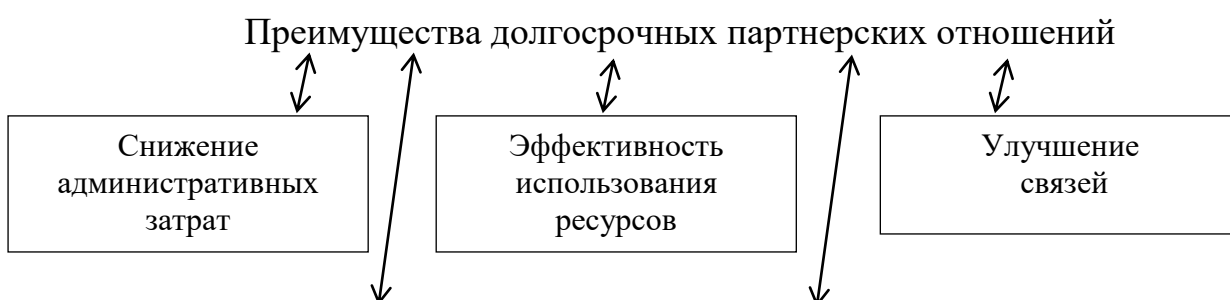 Преимущества долгосрочных партнерских отношений
Снижение
административных
затрат
Эффективность
использования
ресурсов
Улучшение
связей